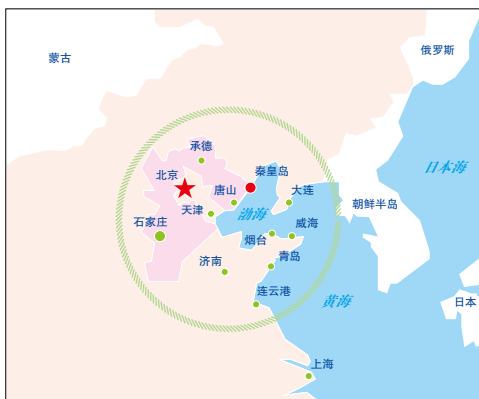 俄罗斯
蒙古
承德
日本海
北京
秦皇岛
唐山
大连
朝鲜半岛
天津
渤海
石家庄
威海
烟台
青岛
济南
连云港
黄海
日本
上海